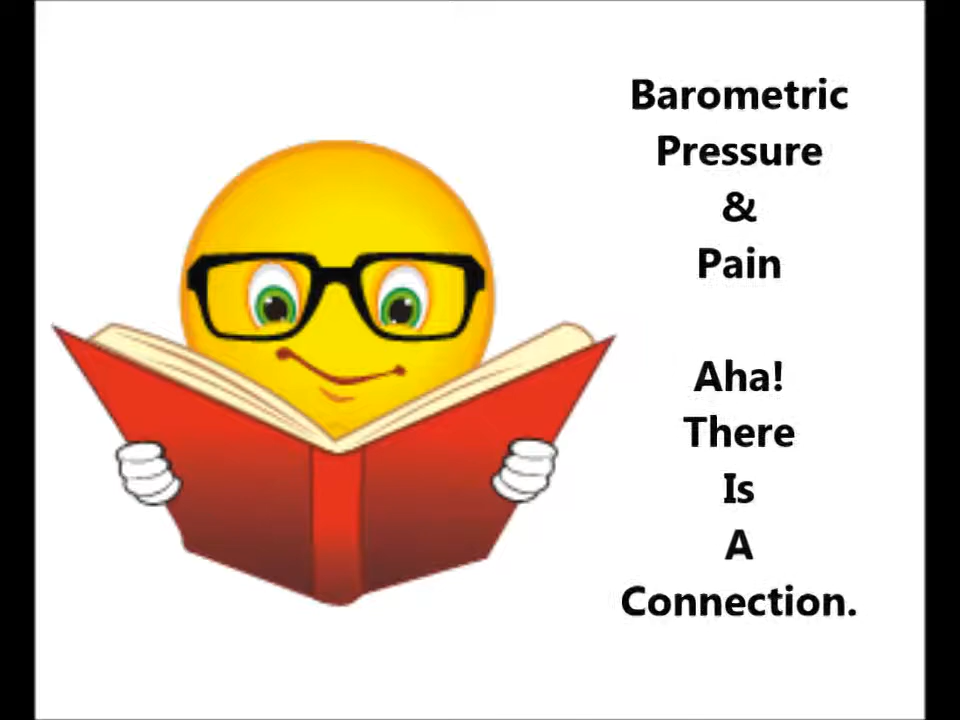 Barometric
Pressure
&
Pain
Aha!
There
Is
A
Connection.